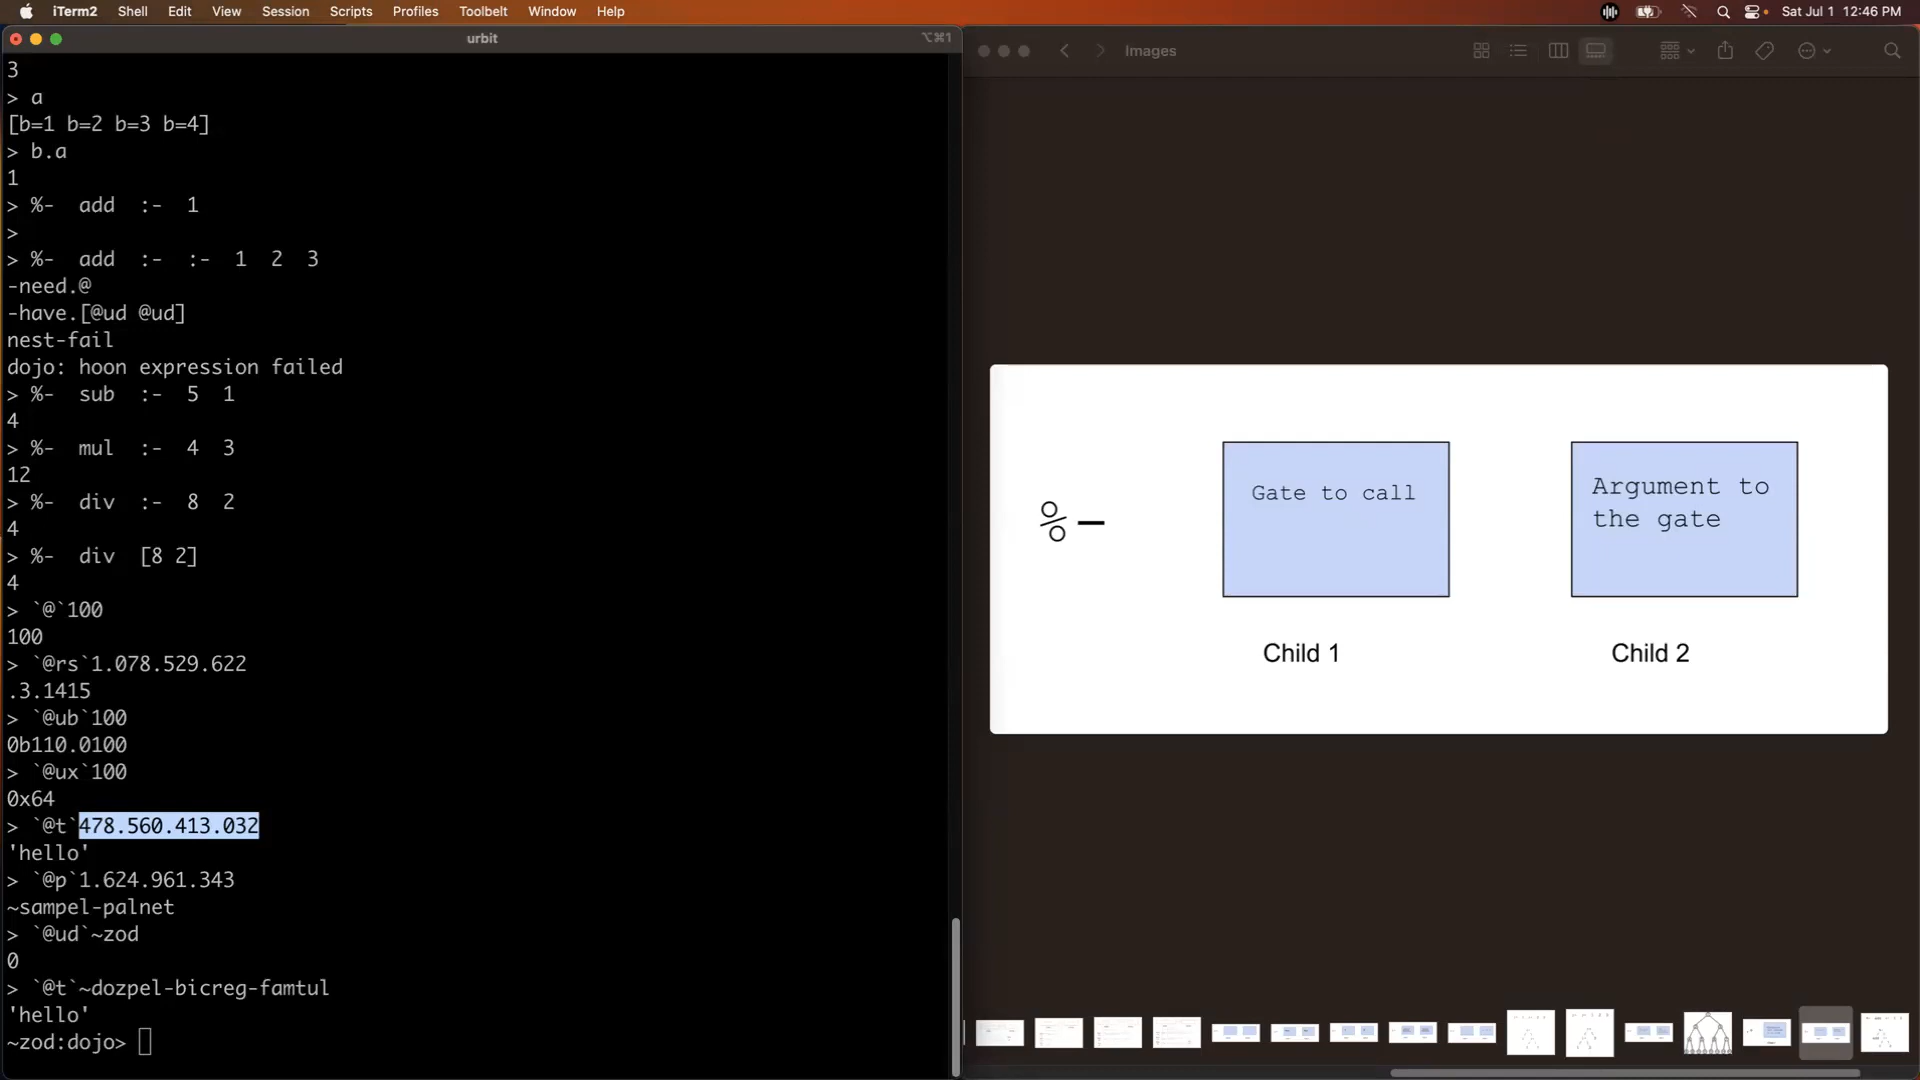 iTerm2 Shell Edit View Session Scripts Profiles Toolbelt Window Help
Sat Jul 1 12:46 PM
urbit
⌥⌘1
3
> a
[b=1 b=2 b=3 b=4]
> b.a
1
> %-  add  :-  1
>
> %-  add  :-  :-  1  2  3
-need.@
-have.[@ud @ud]
nest-fail
dojo: hoon expression failed
> %-  sub  :-  5  1
4
> %-  mul  :-  4  3
12
> %-  div  :-  8  2
4
> %-  div  [8 2]
4
> `@`100
100
> `@rs`1.078.529.622
.3.1415
> `@ub`100
0b110.0100
> `@ux`100
0x64
> `@t`478.560.413.032
'hello'
> `@p`1.624.961.343
~sampel-palnet
> `@ud`~zod
0
> `@t`~dozpel-bicreg-famtul
'hello'
~zod:dojo>
Images
%-
Gate to call
Argument to
the gate
Child 1
Child 2